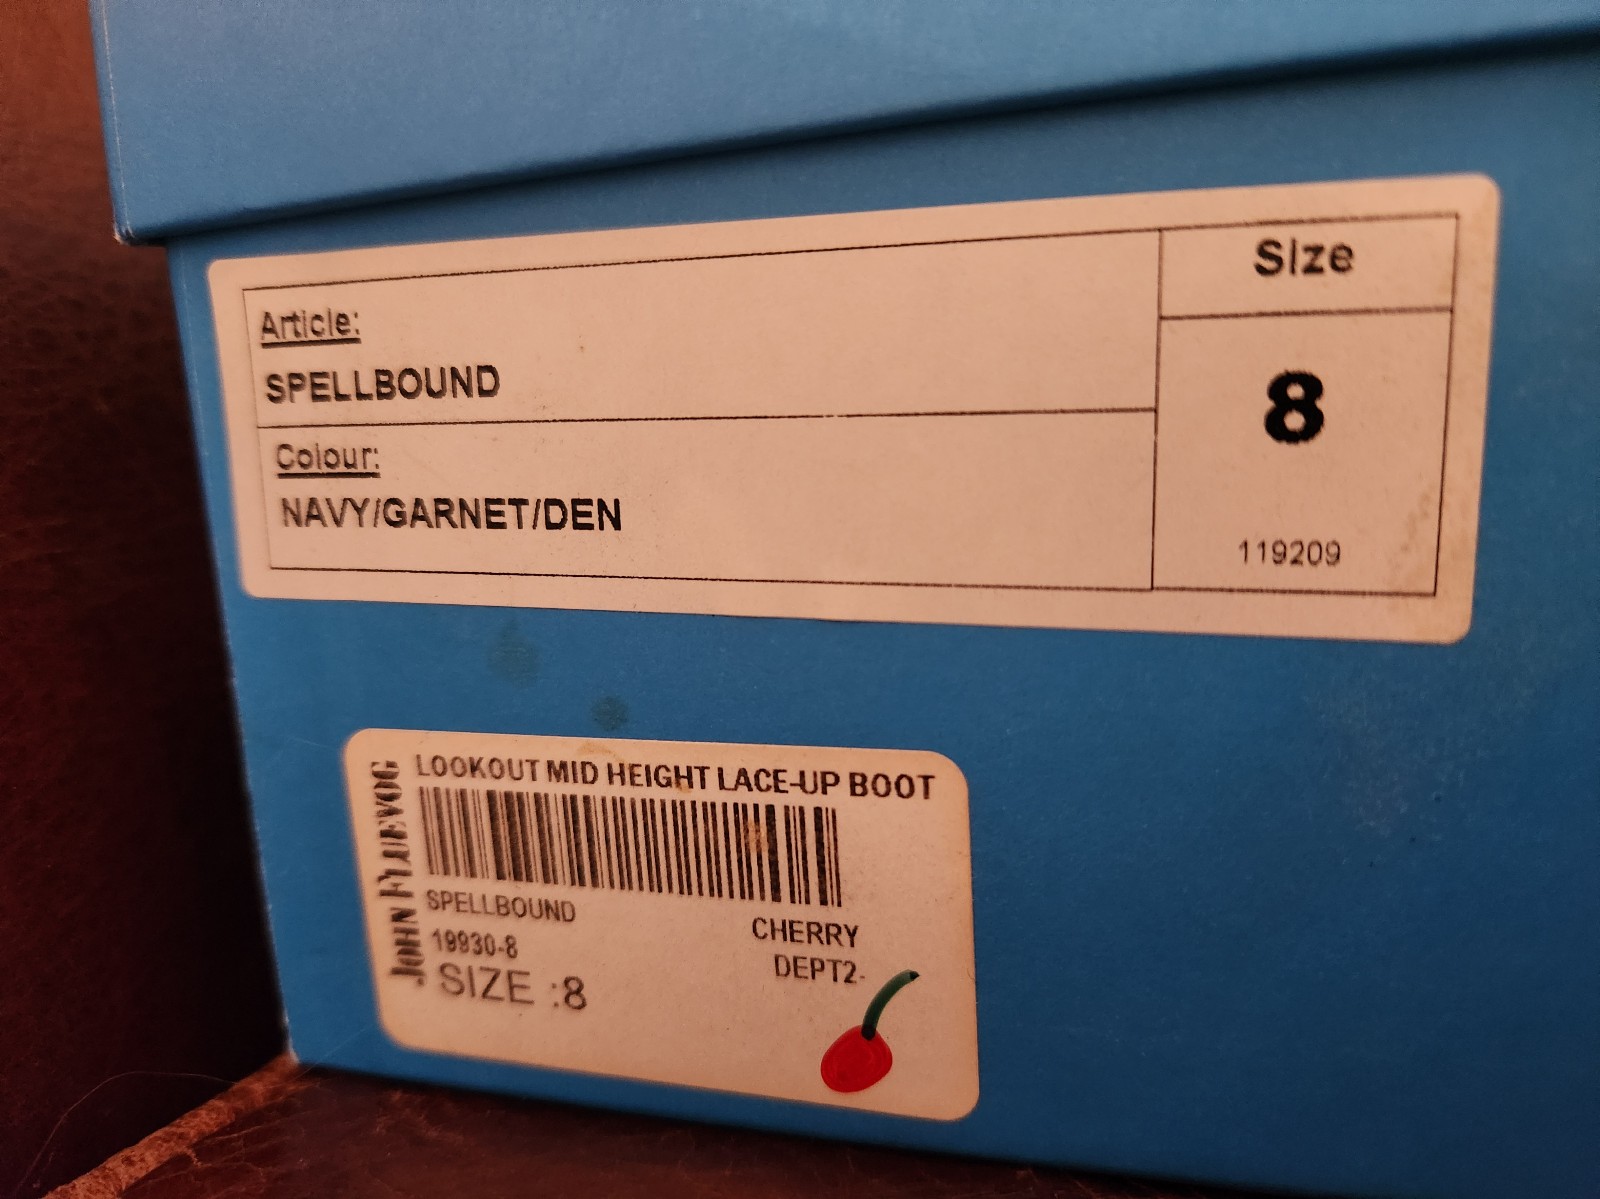 Article:
SPELLBOUND
Colour:
NAVY/GARNET/DEN
Size
8
119209
JOHN FLUEVOG
LOOKOUT MID HEIGHT LACE-UP BOOT
SPELLBOUND
CHERRY
19930-8
DEPT2-
SIZE :8